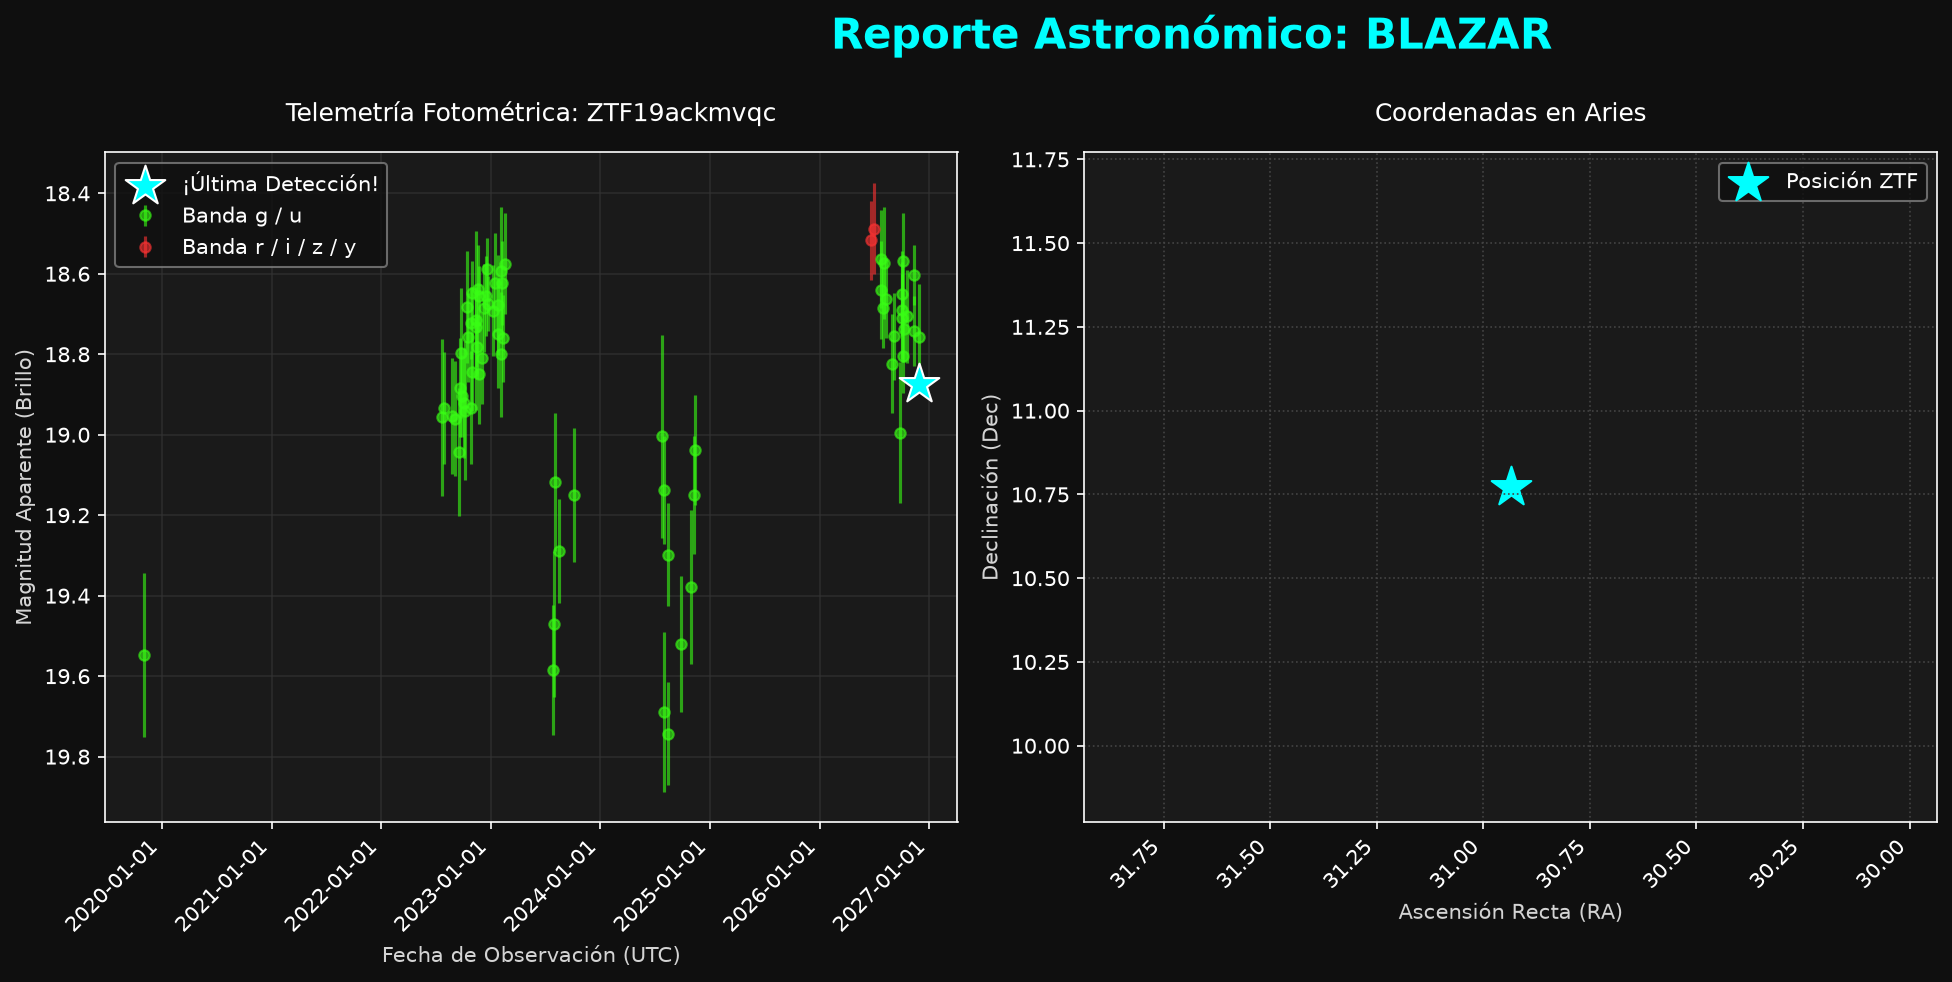 Reporte Astronómico: BLAZAR
Telemetría Fotométrica: ZTF19ackmvqc
¡Última Detección!
Banda g / u
Banda r / i / z / y
Magnitud Aparente (Brillo)
18.4
18.6
18.8
19.0
19.2
19.4
19.6
19.8
2020-01-01
2021-01-01
2022-01-01
2023-01-01
2024-01-01
2025-01-01
2026-01-01
2027-01-01
Fecha de Observación (UTC)
Coordenadas en Aries
Posición ZTF
Declinación (Dec)
11.75
11.50
11.25
11.00
10.75
10.50
10.25
10.00
31.75
31.50
31.25
31.00
30.75
30.50
30.25
30.00
Ascensión Recta (RA)